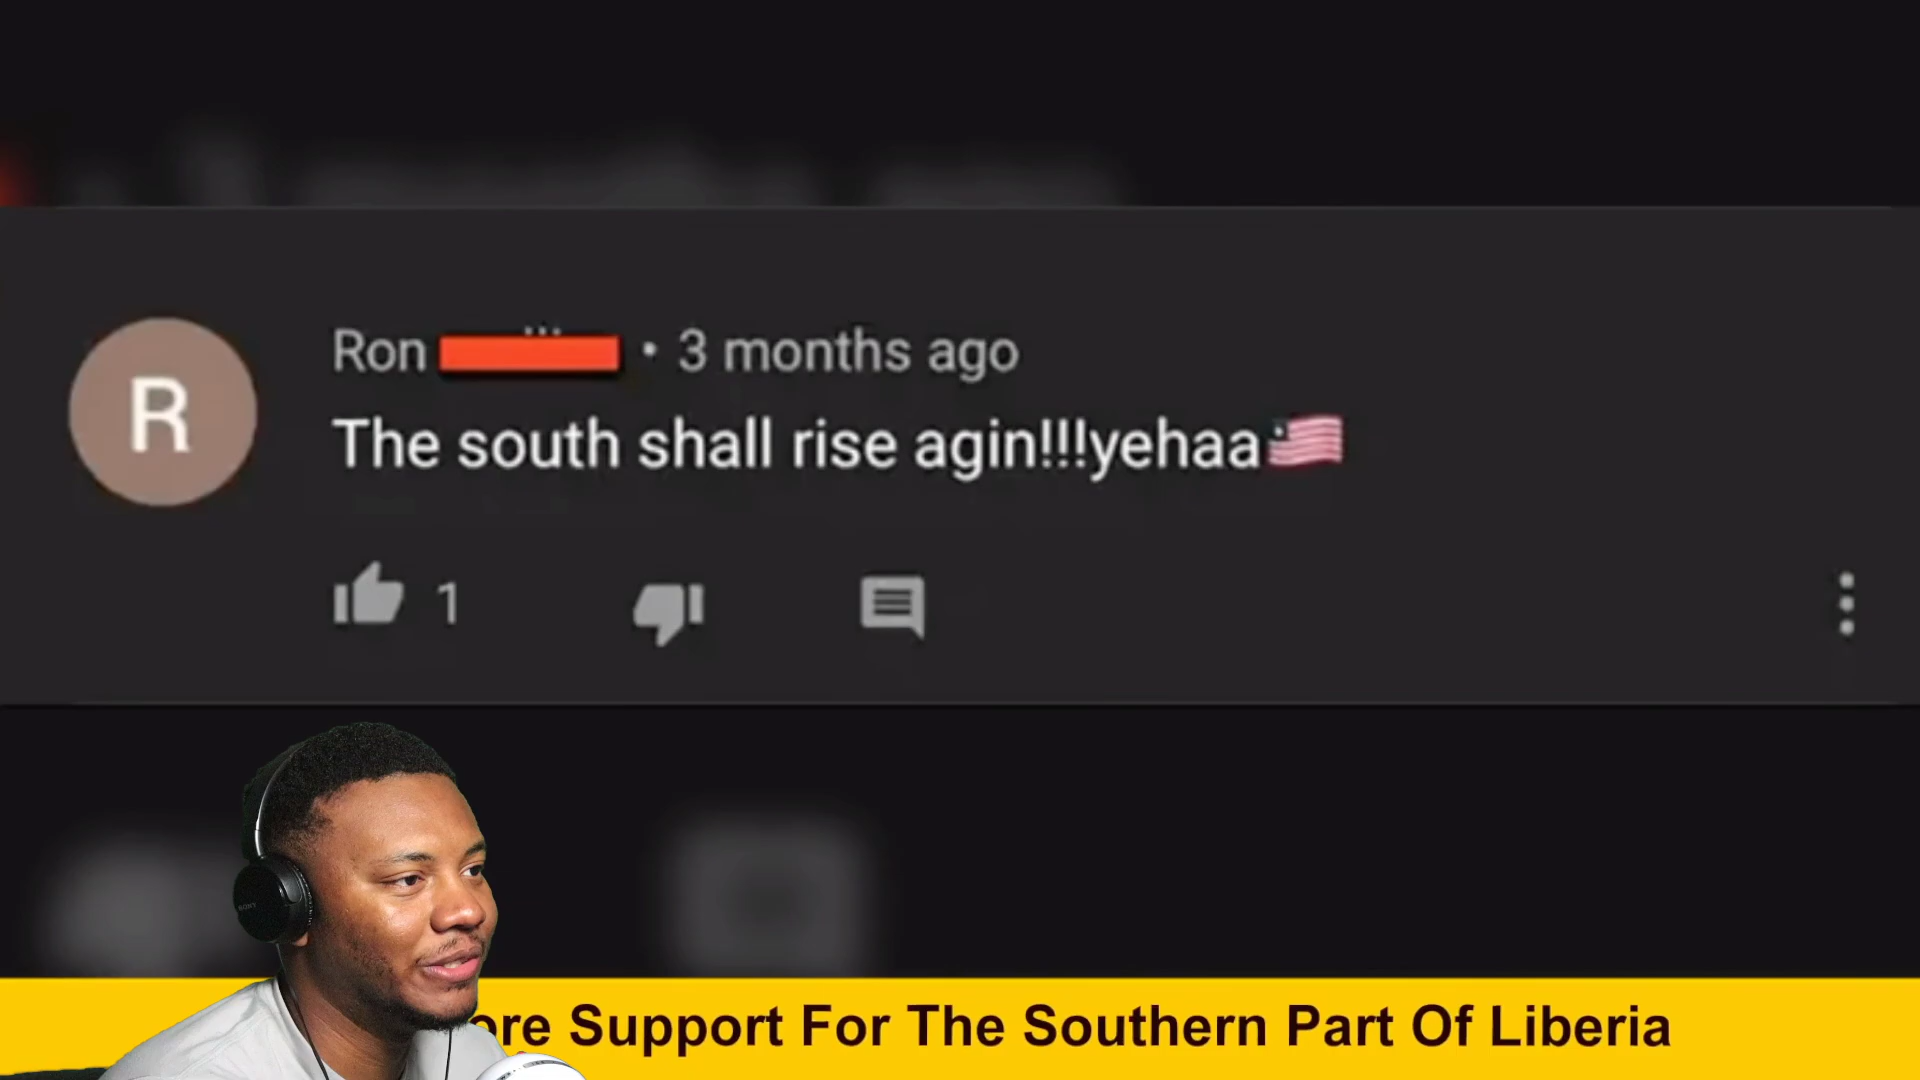 R
Ron • 3 months ago
The south shall rise agin!!!yehaa🇱🇷
1
SONY
ore Support For The Southern Part Of Liberia